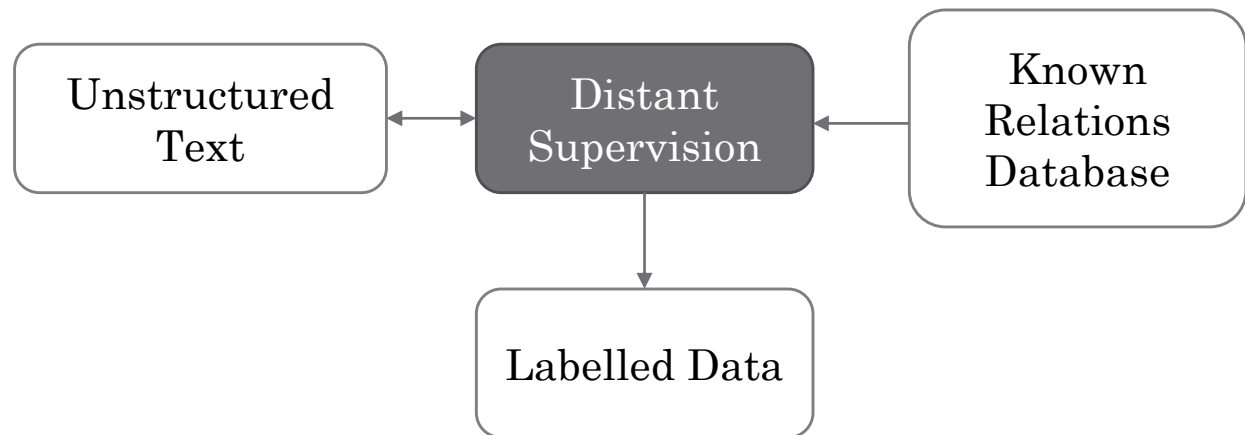 Unstructured
Text
Distant
Supervision
Known
Relations
Database
Labelled Data